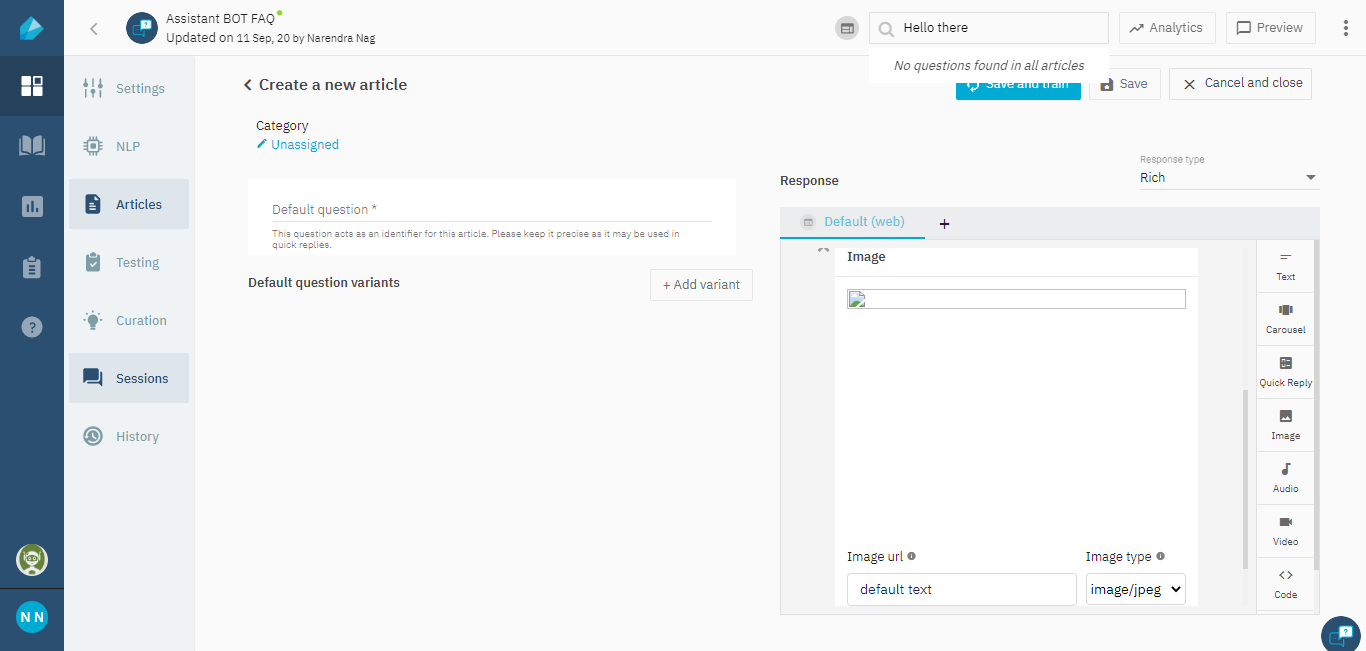 Assistant BOT FAQ
Updated on 11 Sep, 20 by Narendra Nag
Hello there
Analytics
Preview
No questions found in all articles
Settings
NLP
Articles
Testing
Curation
Sessions
History
N N
Create a new article
Save and train
Save
Cancel and close
Category
Unassigned
Default question *
This question acts as an identifier for this article. Please keep it precise as it may be used in
quick replies.
Default question variants
+ Add variant
Response
Response type
Rich
Default (web)
+
Image
Image url
default text
Image type
image/jpeg
Text
Carousel
Quick Reply
Image
Audio
Video
Code